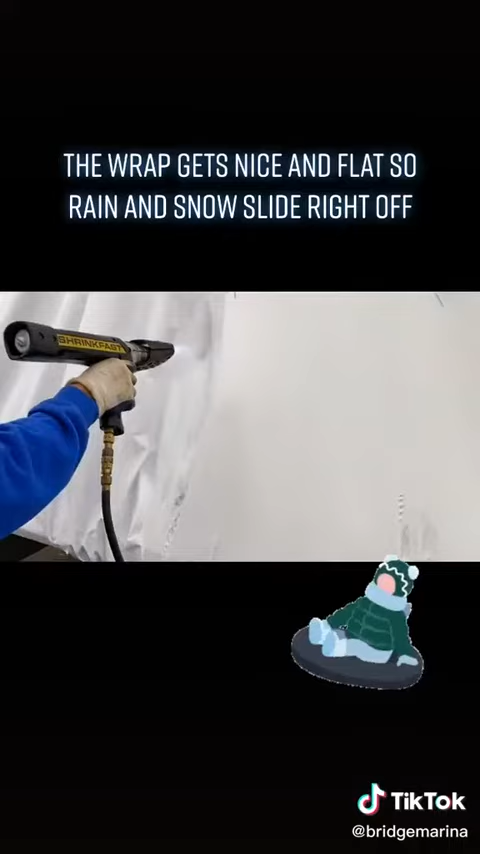 THE WRAP GETS NICE AND FLAT SO
RAIN AND SNOW SLIDE RIGHT OFF
SHRINKFAST
TikTok
@bridgemarina